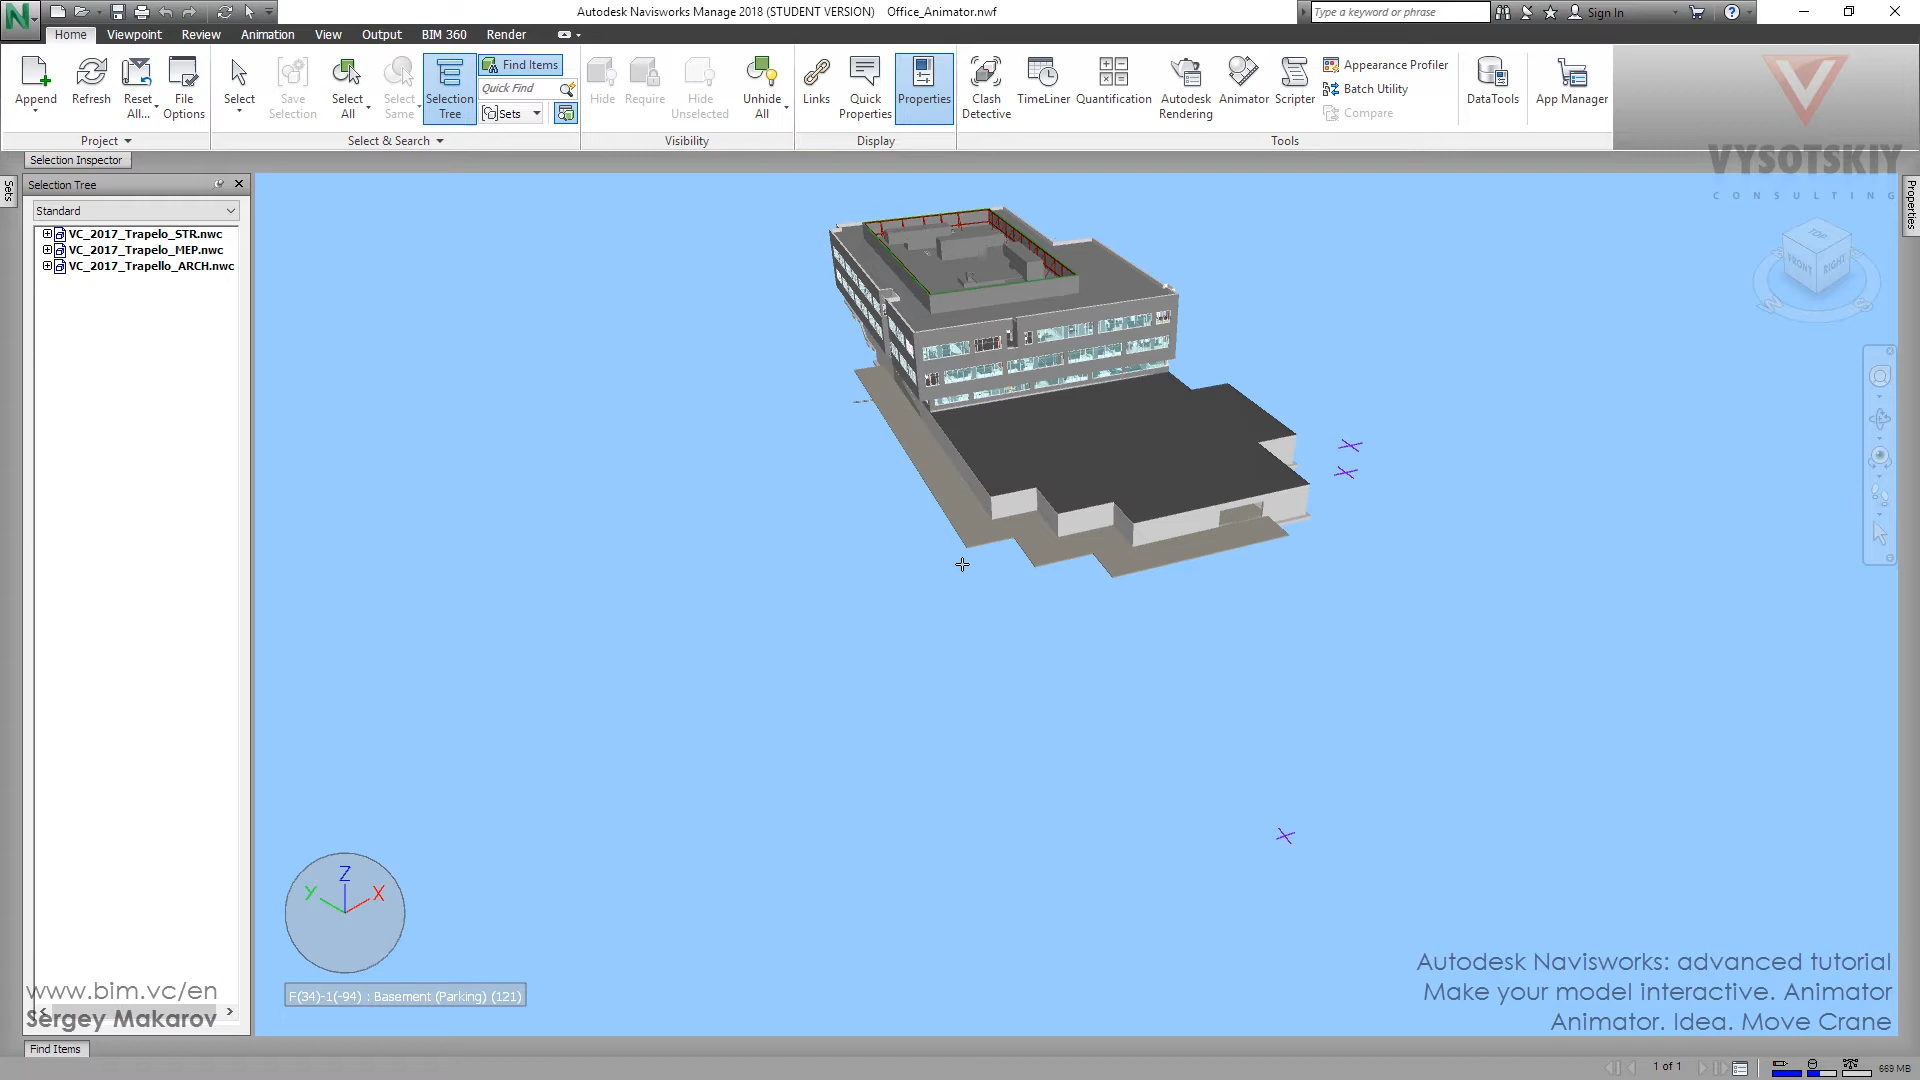 Autodesk Navisworks Manage 2018 (STUDENT VERSION) Office_Animator.nwf
Type a keyword or phrase
Sign In
Home Viewpoint Review Animation View Output BIM 360 Render
Append
Refresh
Reset All...
File Options
Select
Save Selection
Select All
Select Same
Selection Tree
Find Items
Quick Find
Sets
Hide
Require
Hide Unselected
Unhide All
Links
Quick Properties
Properties
Clash Detective
TimeLiner
Quantification
Autodesk Rendering
Animator
Scripter
Appearance Profiler
Batch Utility
Compare
DataTools
App Manager
Project
Select & Search
Visibility
Display
Tools
VYSOTSKIY
CONSULTING
Selection Inspector
Sets
Selection Tree
Properties
Standard
VC_2017_Trapelo_STR.nwc
VC_2017_Trapelo_MEP.nwc
VC_2017_Trapello_ARCH.nwc
TOP
FRONT
RIGHT
Z
Y
X
F(34)-1(-94) : Basement (Parking) (121)
www.bim.vc/en
Sergey Makarov
Autodesk Navisworks: advanced tutorial
Make your model interactive. Animator
Animator. Idea. Move Crane
Find Items
1 of 1
669 MB